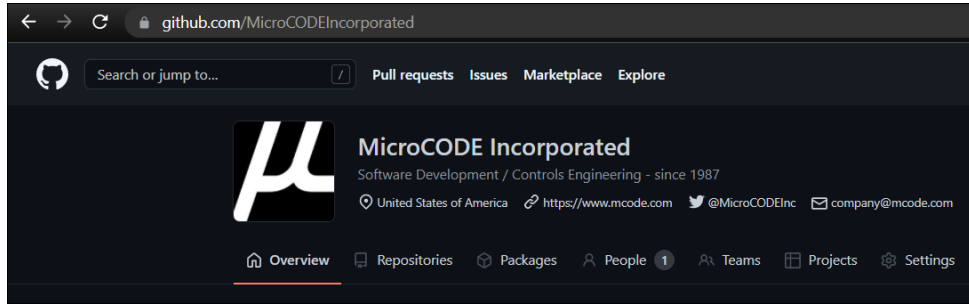 github.com/MicroCODEIncorporated
Search or jump to... / Pull requests Issues Marketplace Explore
μ
MicroCODE Incorporated
Software Development / Controls Engineering - since 1987
United States of America https://www.mcode.com @MicroCODEInc company@mcode.com
Overview Repositories Packages People 1 Teams Projects Settings